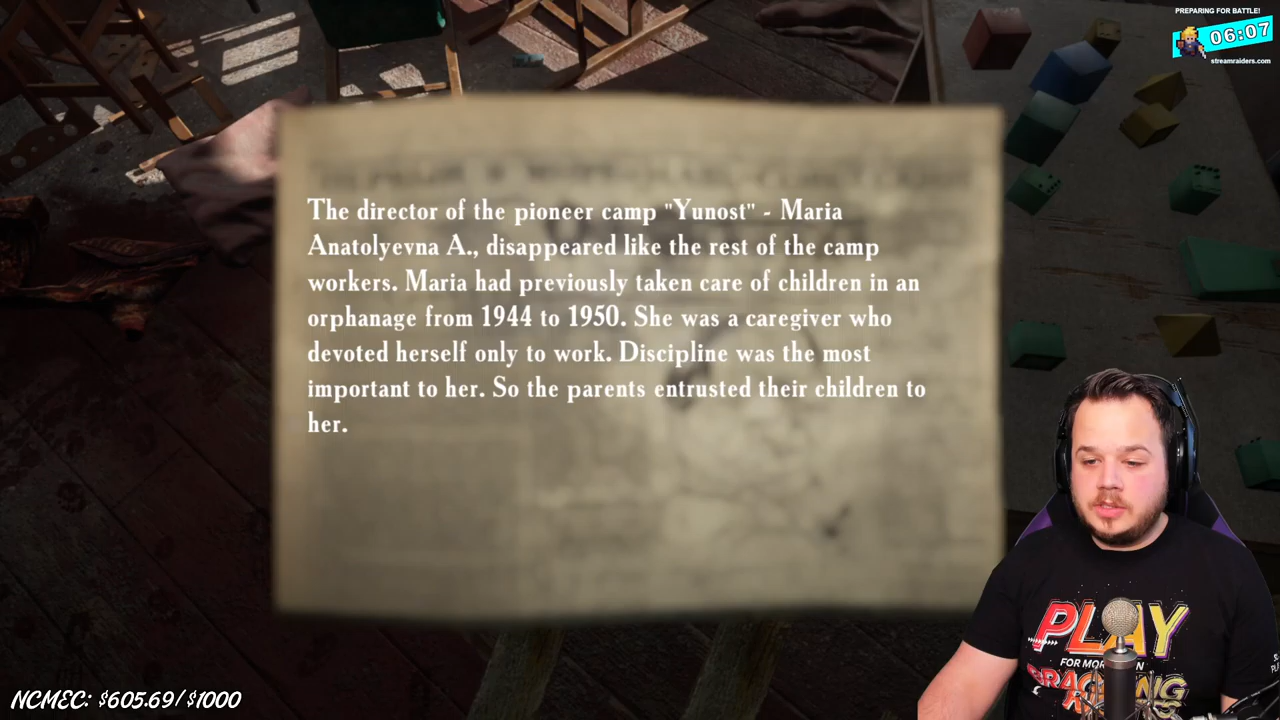 PREPARING FOR BATTLE!
06:07
streamraiders.com
The director of the pioneer camp "Yunost" - Maria
Anatolyevna A., disappeared like the rest of the camp
workers. Maria had previously taken care of children in an
orphanage from 1944 to 1950. She was a caregiver who
devoted herself only to work. Discipline was the most
important to her. So the parents entrusted their children to
her.
PLAY
FOR MOR
NCMEC: $605.69/$1000